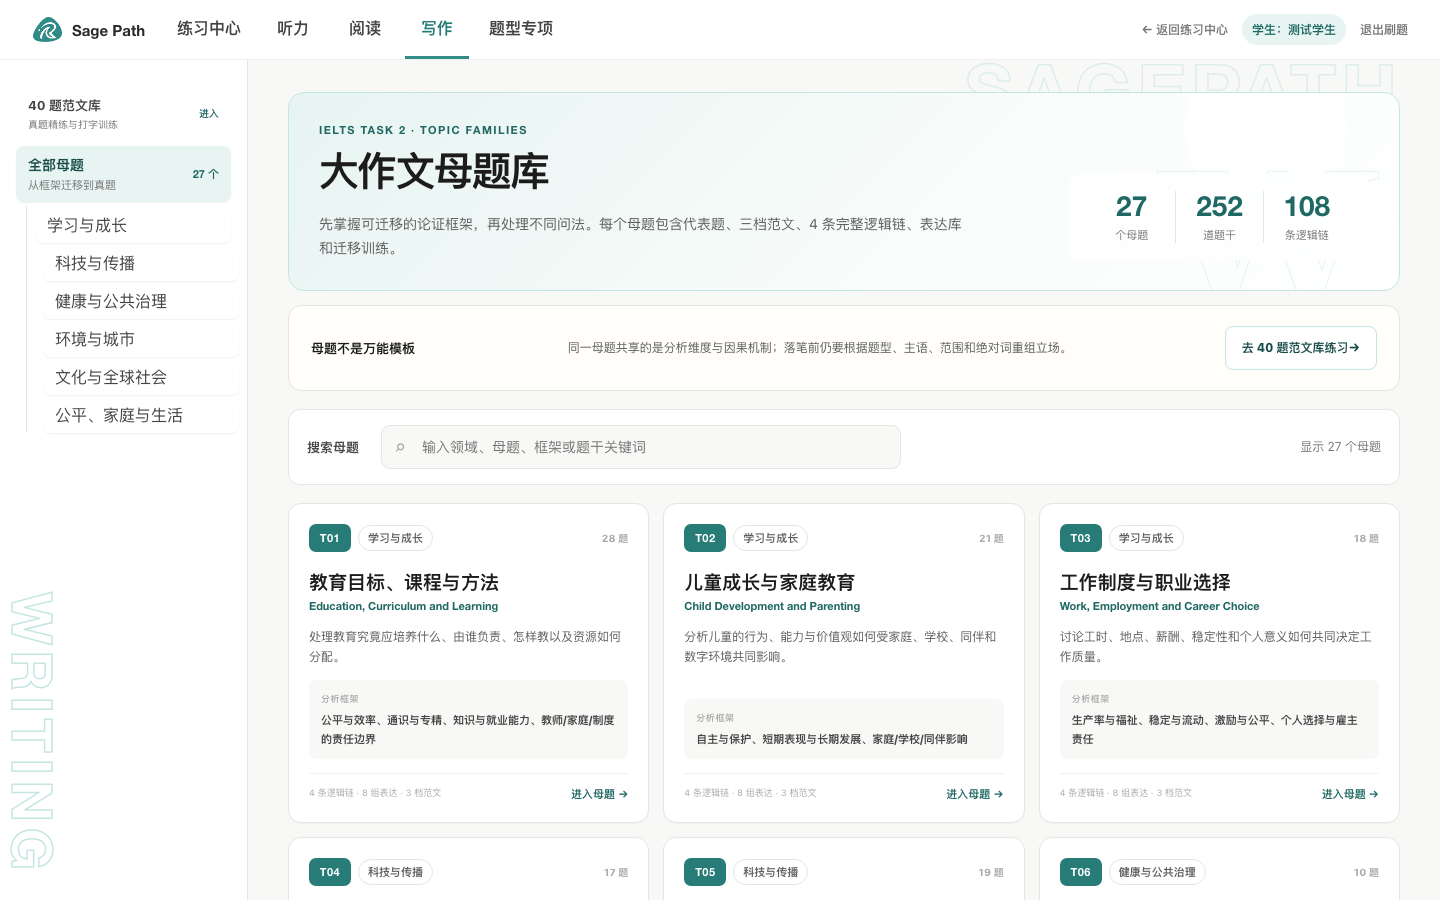 Sage Path
练习中心
听力
阅读
写作
题型专项
← 返回练习中心
学生：测试学生
退出刷题
40 题范文库
真题精练与打字训练
进入
全部母题
从框架迁移到真题
27 个
学习与成长
科技与传播
健康与公共治理
环境与城市
文化与全球社会
公平、家庭与生活
WRITING
SAGEPATH
IELTS TASK 2 · TOPIC FAMILIES
大作文母题库
先掌握可迁移的论证框架，再处理不同问法。每个母题包含代表题、三档范文、4 条完整逻辑链、表达库
和迁移训练。
27
个母题
252
道题干
108
条逻辑链
W
母题不是万能模板
同一母题共享的是分析维度与因果机制；落笔前仍要根据题型、主语、范围和绝对词重组立场。
去 40 题范文库练习→
搜索母题
输入领域、母题、框架或题干关键词
显示 27 个母题
T01
学习与成长
28 题
教育目标、课程与方法
Education, Curriculum and Learning
处理教育究竟应培养什么、由谁负责、怎样教以及资源如何
分配。
分析框架
公平与效率、通识与专精、知识与就业能力、教师/家庭/制度
的责任边界
4 条逻辑链 · 8 组表达 · 3 档范文
进入母题 →
T02
学习与成长
21 题
儿童成长与家庭教育
Child Development and Parenting
分析儿童的行为、能力与价值观如何受家庭、学校、同伴和
数字环境共同影响。
分析框架
自主与保护、短期表现与长期发展、家庭/学校/同伴影响
4 条逻辑链 · 8 组表达 · 3 档范文
进入母题 →
T03
学习与成长
18 题
工作制度与职业选择
Work, Employment and Career Choice
讨论工时、地点、薪酬、稳定性和个人意义如何共同决定工
作质量。
分析框架
生产率与福祉、稳定与流动、激励与公平、个人选择与雇主
责任
4 条逻辑链 · 8 组表达 · 3 档范文
进入母题 →
T04
科技与传播
17 题
T05
科技与传播
19 题
T06
健康与公共治理
10 题